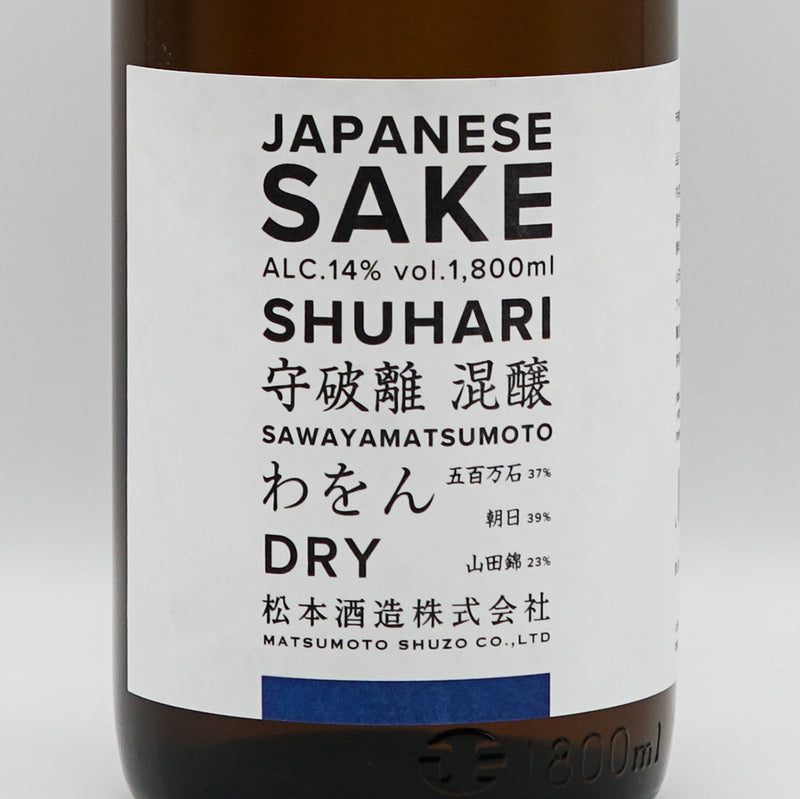 JAPANESE
SAKE
ALC.14% vol.1,800ml
SHUHARI
守破離 混醸
SAWAYAMATSUMOTO
わをん
五百万石 37%
朝日 39%
山田錦 23%
DRY
松本酒造株式会社
MATSUMOTO SHUZO CO.,LTD
1800ml